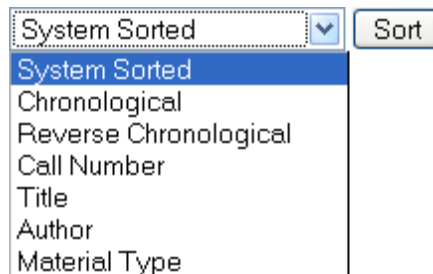 System Sorted Sort
System Sorted
Chronological
Reverse Chronological
Call Number
Title
Author
Material Type